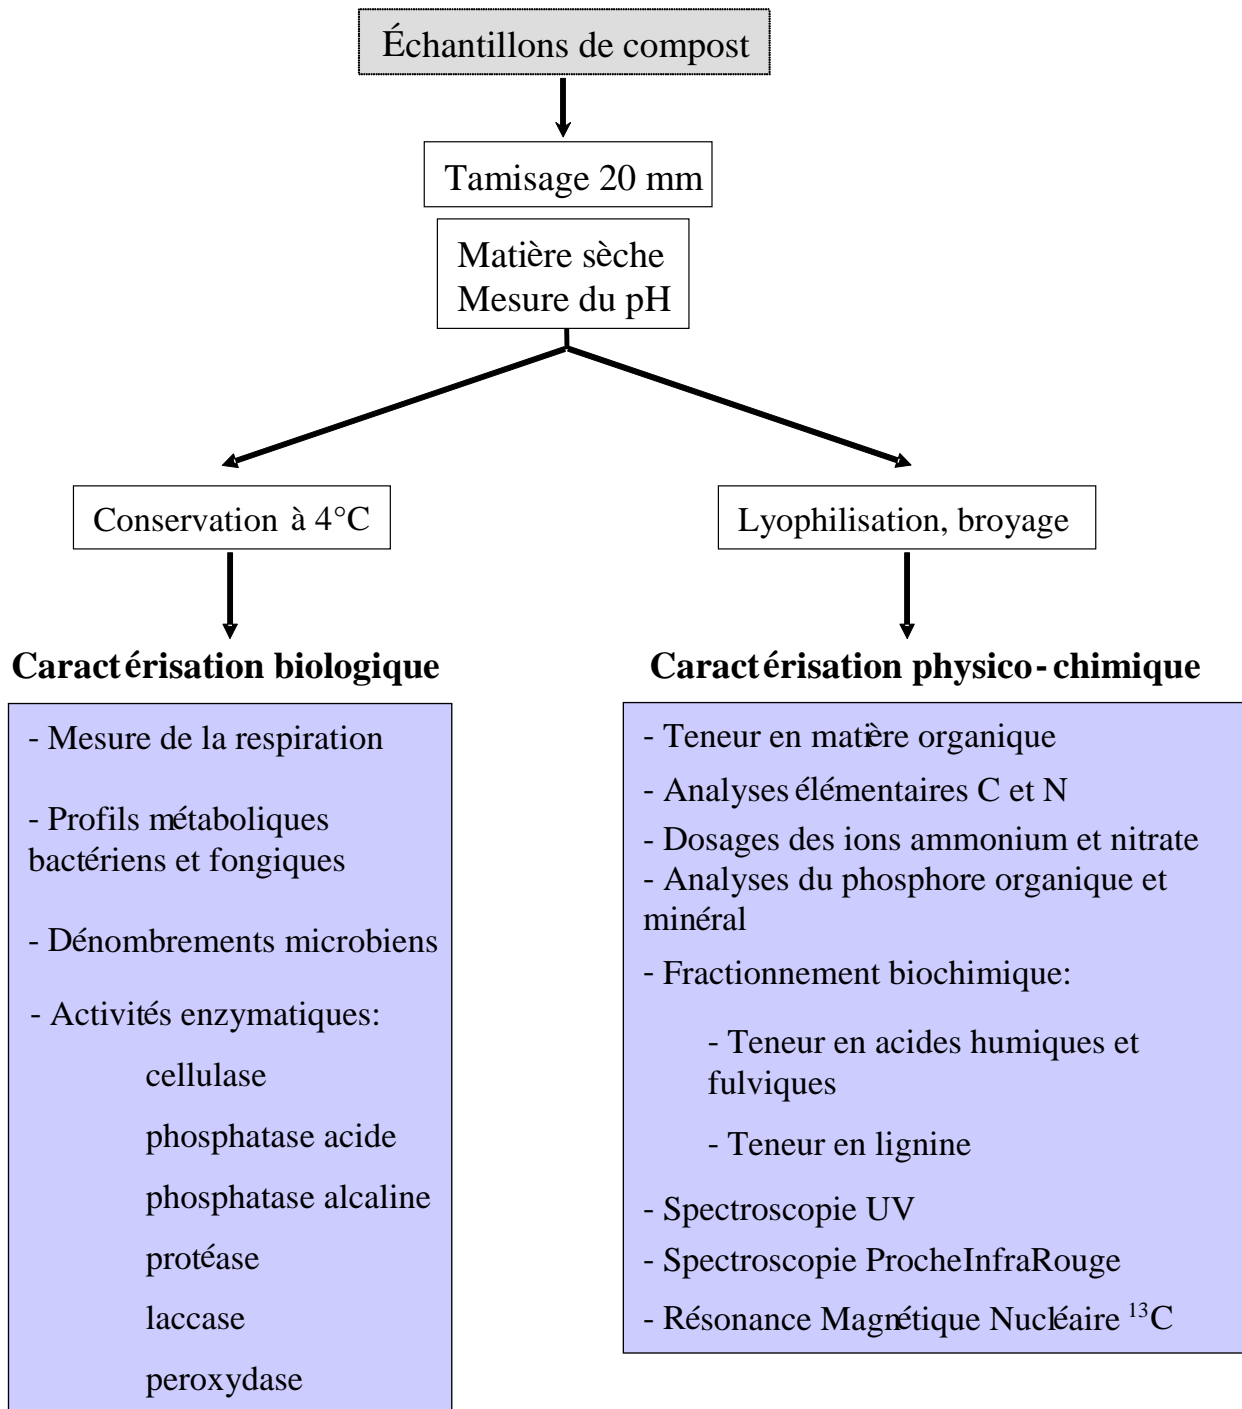 Échantillons de compost
Tamisage 20 mm
Matière sèche
Mesure du pH
Conservation à 4°C
Lyophilisation, broyage
Caractérisation biologique
- Mesure de la respiration
- Profils métaboliques
bactériens et fongiques
- Dénombrements microbiens
- Activités enzymatiques:
cellulase
phosphatase acide
phosphatase alcaline
protéase
laccase
peroxydase
Caractérisation physico-chimique
- Teneur en matière organique
- Analyses élémentaires C et N
- Dosages des ions ammonium et nitrate
- Analyses du phosphore organique et
minéral
- Fractionnement biochimique:
- Teneur en acides humiques et
fulviques
- Teneur en lignine
- Spectroscopie UV
- Spectroscopie ProcheInfraRouge
- Résonance Magnétique Nucléaire ¹³C